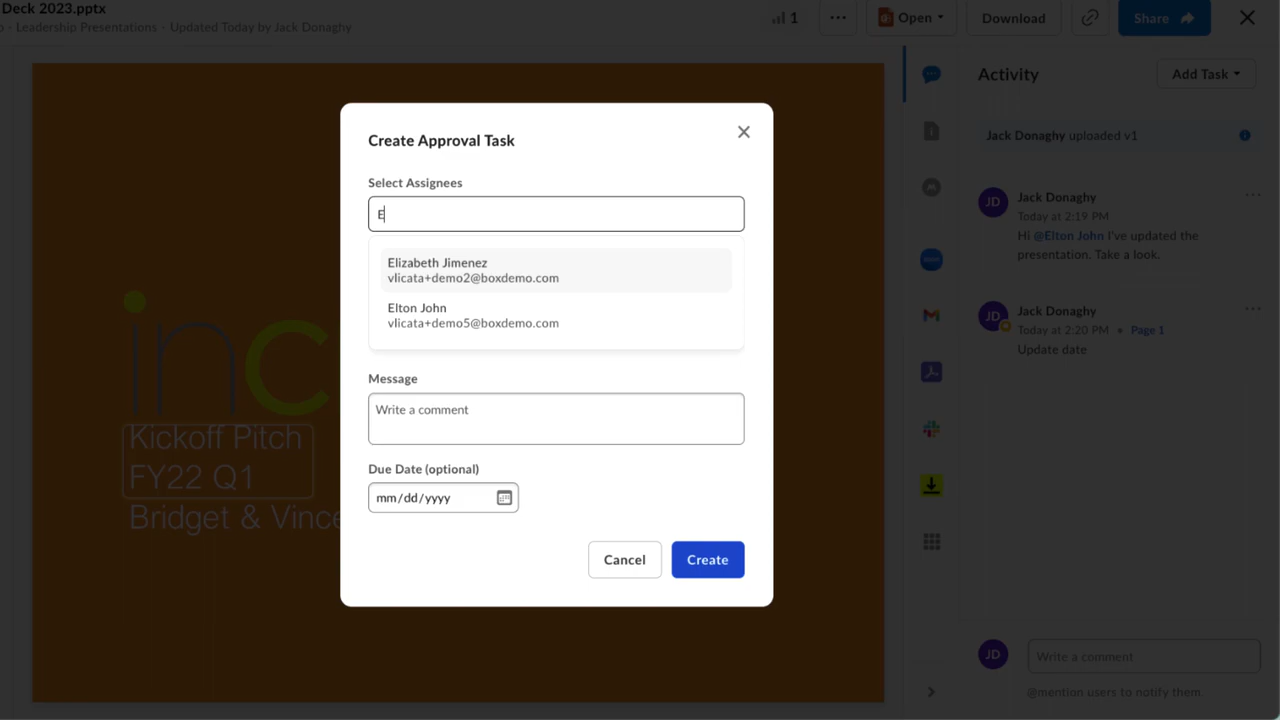 Deck 2023.pptx
Leadership Presentations · Updated Today by Jack Donaghy
1
Open
Download
Share
Activity
Add Task
Jack Donaghy uploaded v1
JD
Jack Donaghy
Today at 2:19 PM
Hi @Elton John I've updated the
presentation. Take a look.
JD
Jack Donaghy
Today at 2:20 PM • Page 1
Update date
Create Approval Task
Select Assignees
E
Elizabeth Jimenez
vlicata+demo2@boxdemo.com
Elton John
vlicata+demo5@boxdemo.com
Message
Write a comment
Due Date (optional)
mm/dd/yyyy
Cancel
Create
inc
Kickoff Pitch
FY22 Q1
Bridget & Vince
JD
Write a comment
@mention users to notify them.